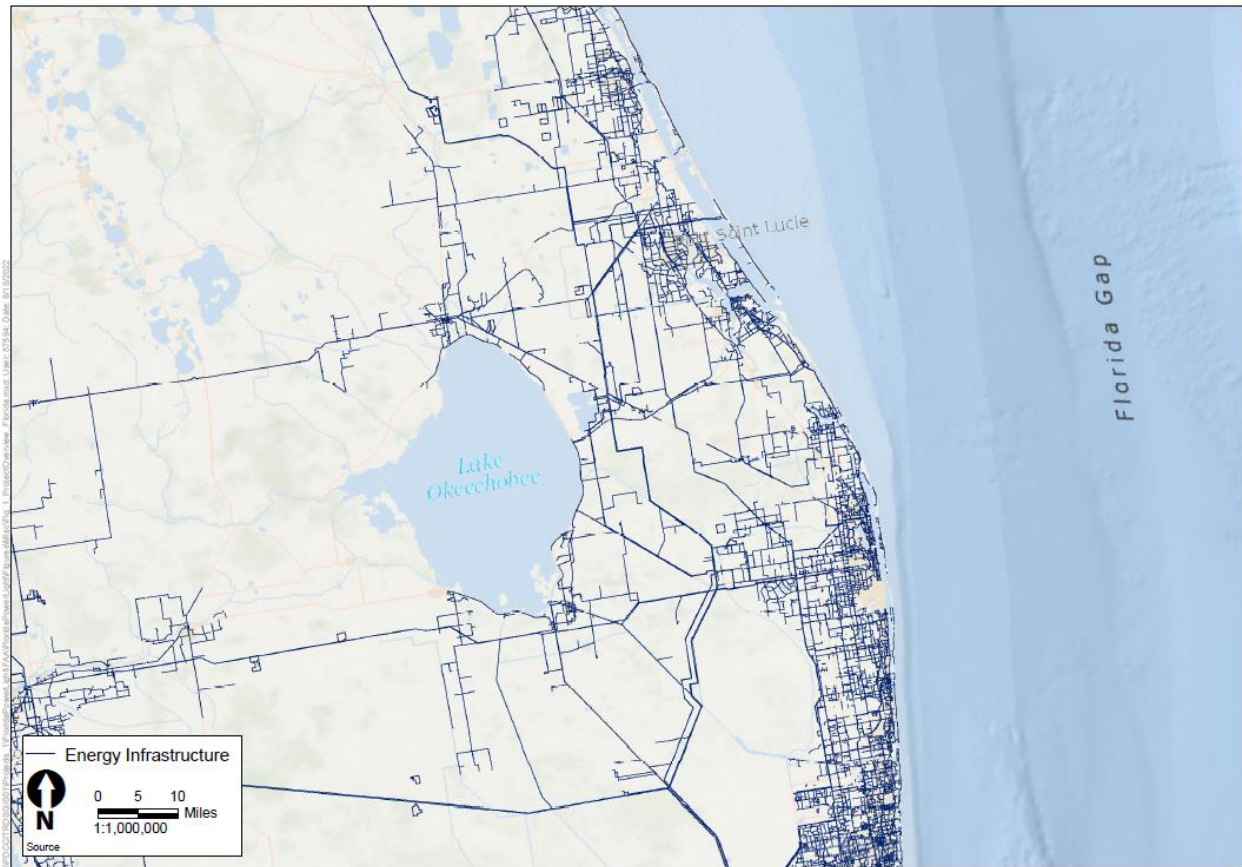 Port Saint Lucie
Florida Gap
Lake
Okeechobee
Energy Infrastructure
N
0 5 10
Miles
1:1,000,000
Source